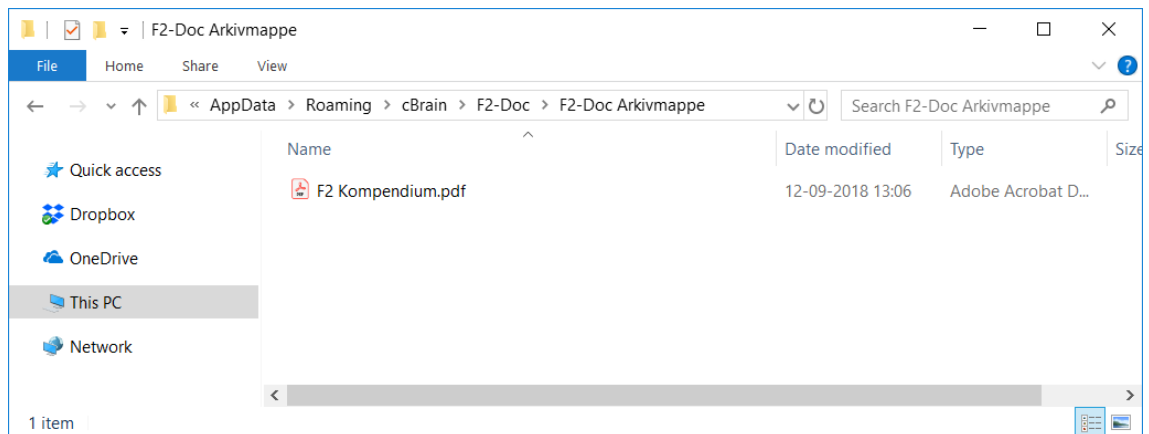 F2-Doc Arkivmappe
File Home Share View
« AppData > Roaming > cBrain > F2-Doc > F2-Doc Arkivmappe Search F2-Doc Arkivmappe
Name Date modified Type Size
Quick access
F2 Kompendium.pdf 12-09-2018 13:06 Adobe Acrobat D...
Dropbox
OneDrive
This PC
Network
1 item